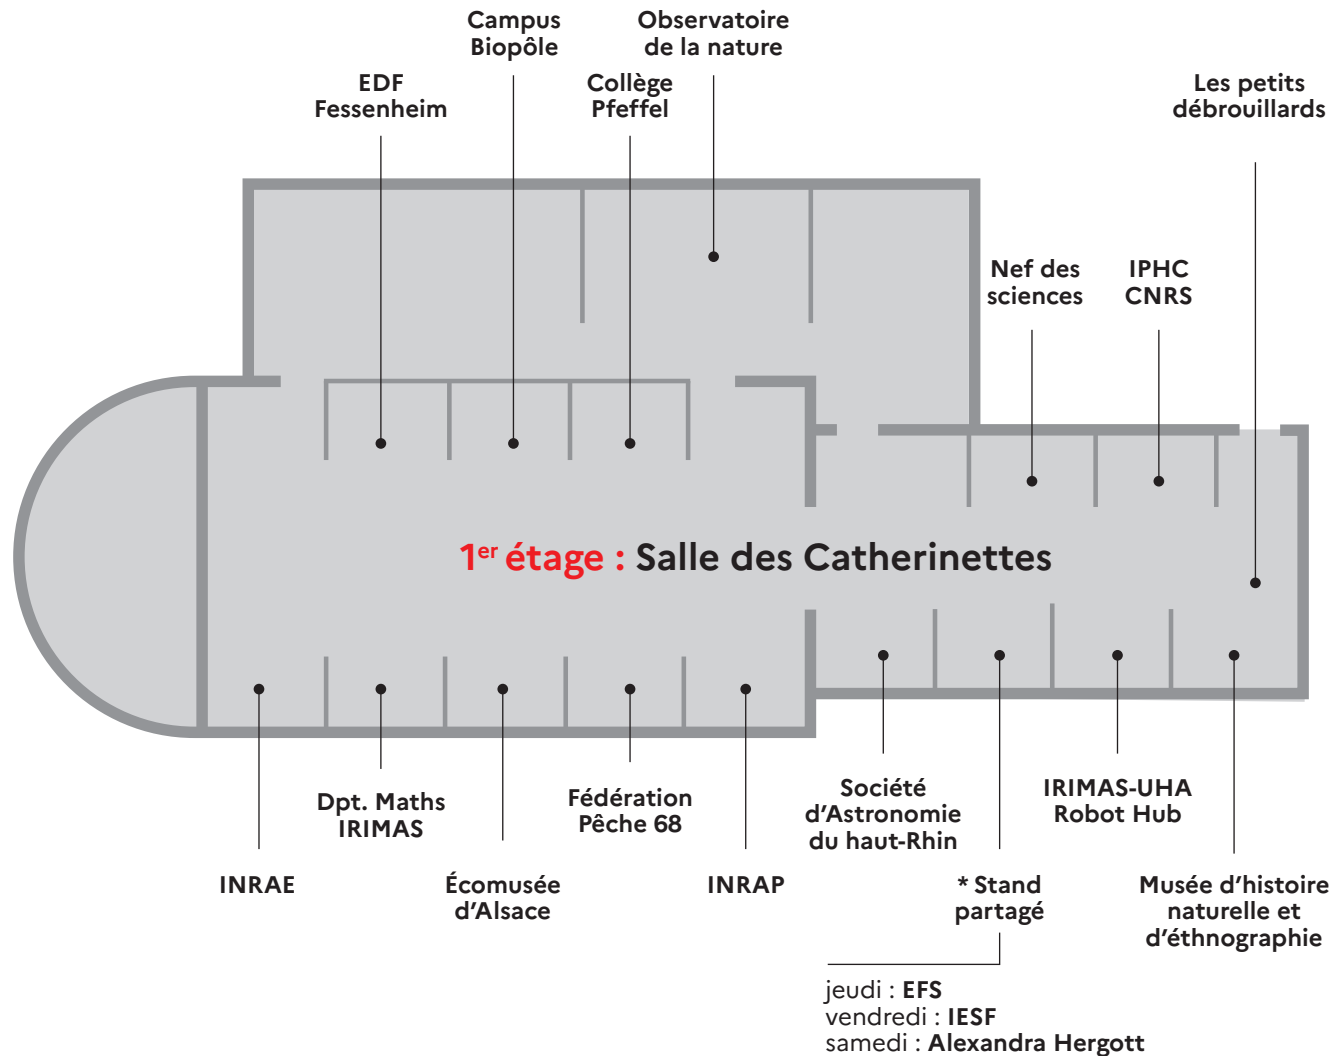 Campus
Biopôle
Observatoire
de la nature
EDF
Fessenheim
Collège
Pfeffel
Les petits
débrouillards
Nef des
sciences
IPHC
CNRS
1er étage : Salle des Catherinettes
Dpt. Maths
IRIMAS
Fédération
Pêche 68
Société
d'Astronomie
du haut-Rhin
IRIMAS-UHA
Robot Hub
INRAE
Écomusée
d'Alsace
INRAP
* Stand
partagé
Musée d'histoire
naturelle et
d'éthnographie
jeudi : EFS
vendredi : IESF
samedi : Alexandra Hergott